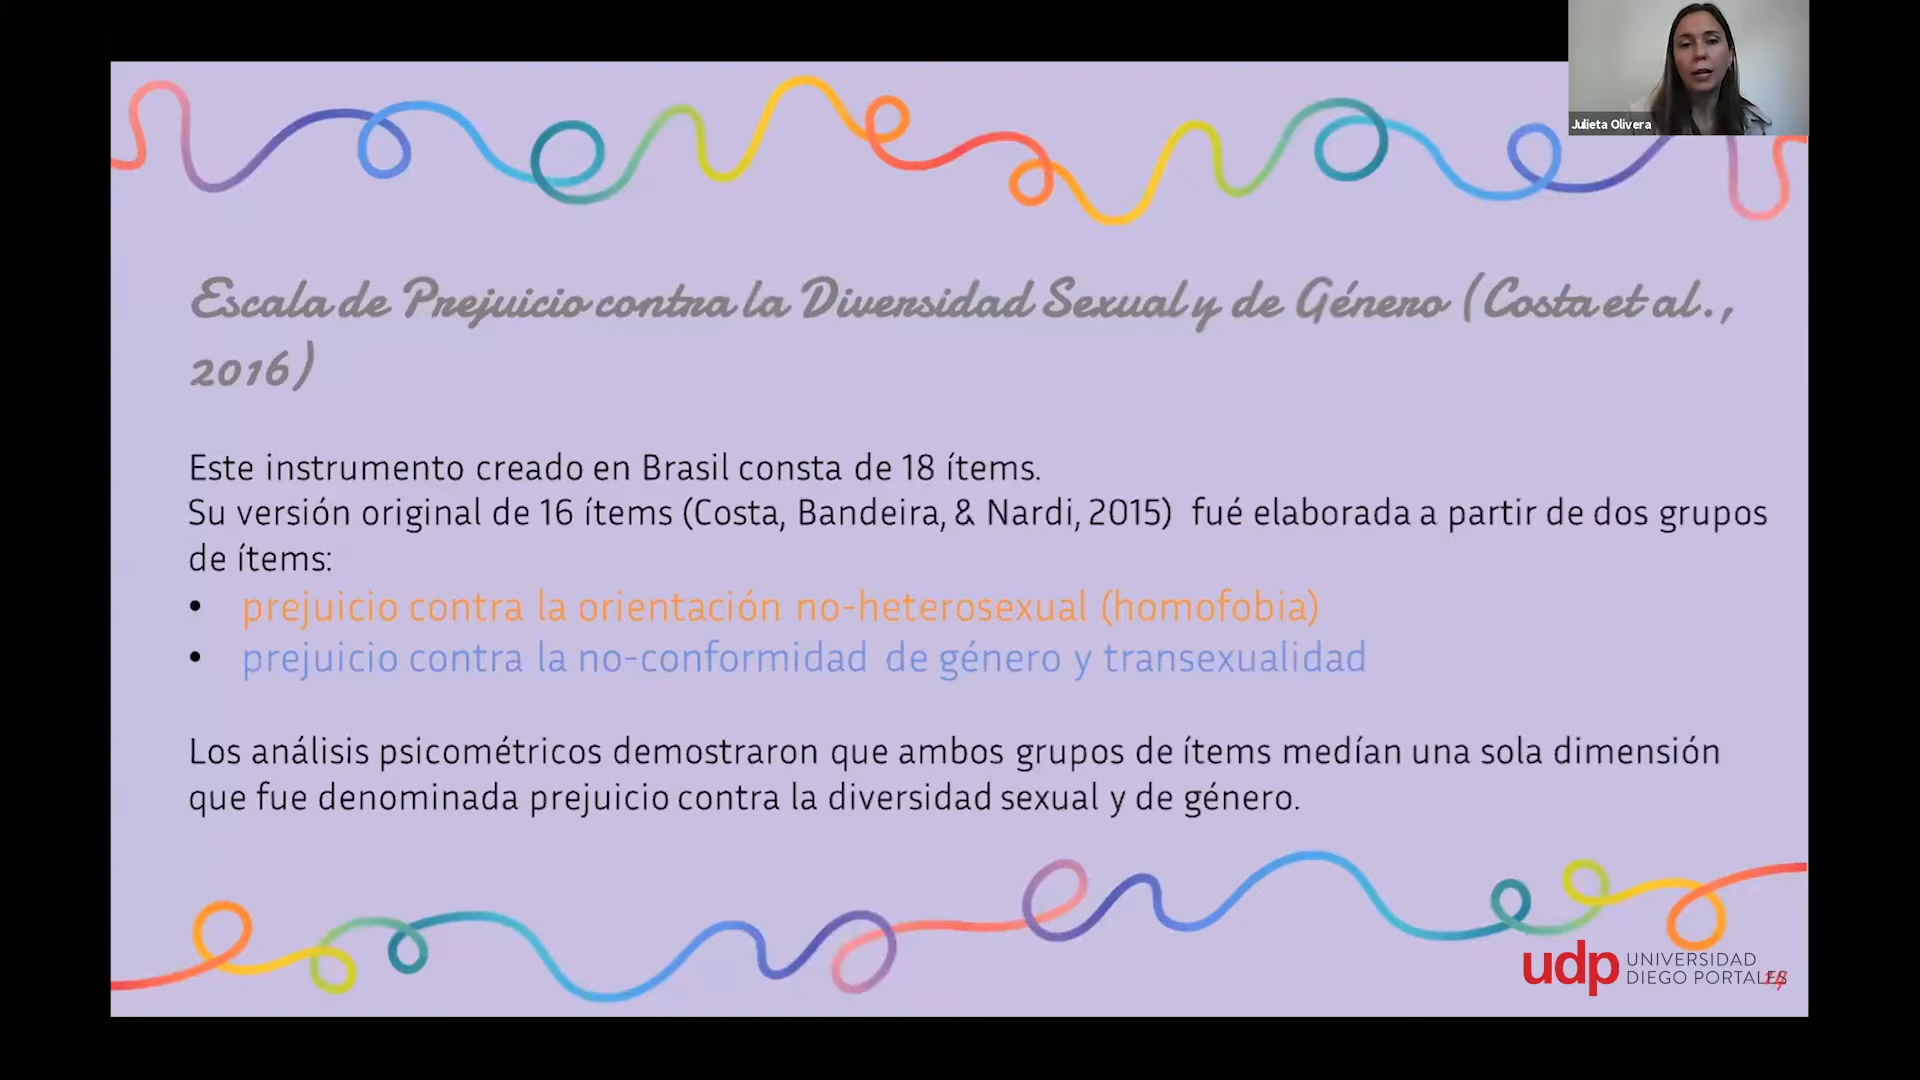 Julieta Olivera
Escala de Prejuicio contra la Diversidad Sexual y de Género (Costa et al.,
2016)
Este instrumento creado en Brasil consta de 18 ítems.
Su versión original de 16 ítems (Costa, Bandeira, & Nardi, 2015) fué elaborada a partir de dos grupos
de ítems:
• prejuicio contra la orientación no-heterosexual (homofobia)
• prejuicio contra la no-conformidad de género y transexualidad
Los análisis psicométricos demostraron que ambos grupos de ítems medían una sola dimensión
que fue denominada prejuicio contra la diversidad sexual y de género.
udp UNIVERSIDAD
DIEGO PORTALES